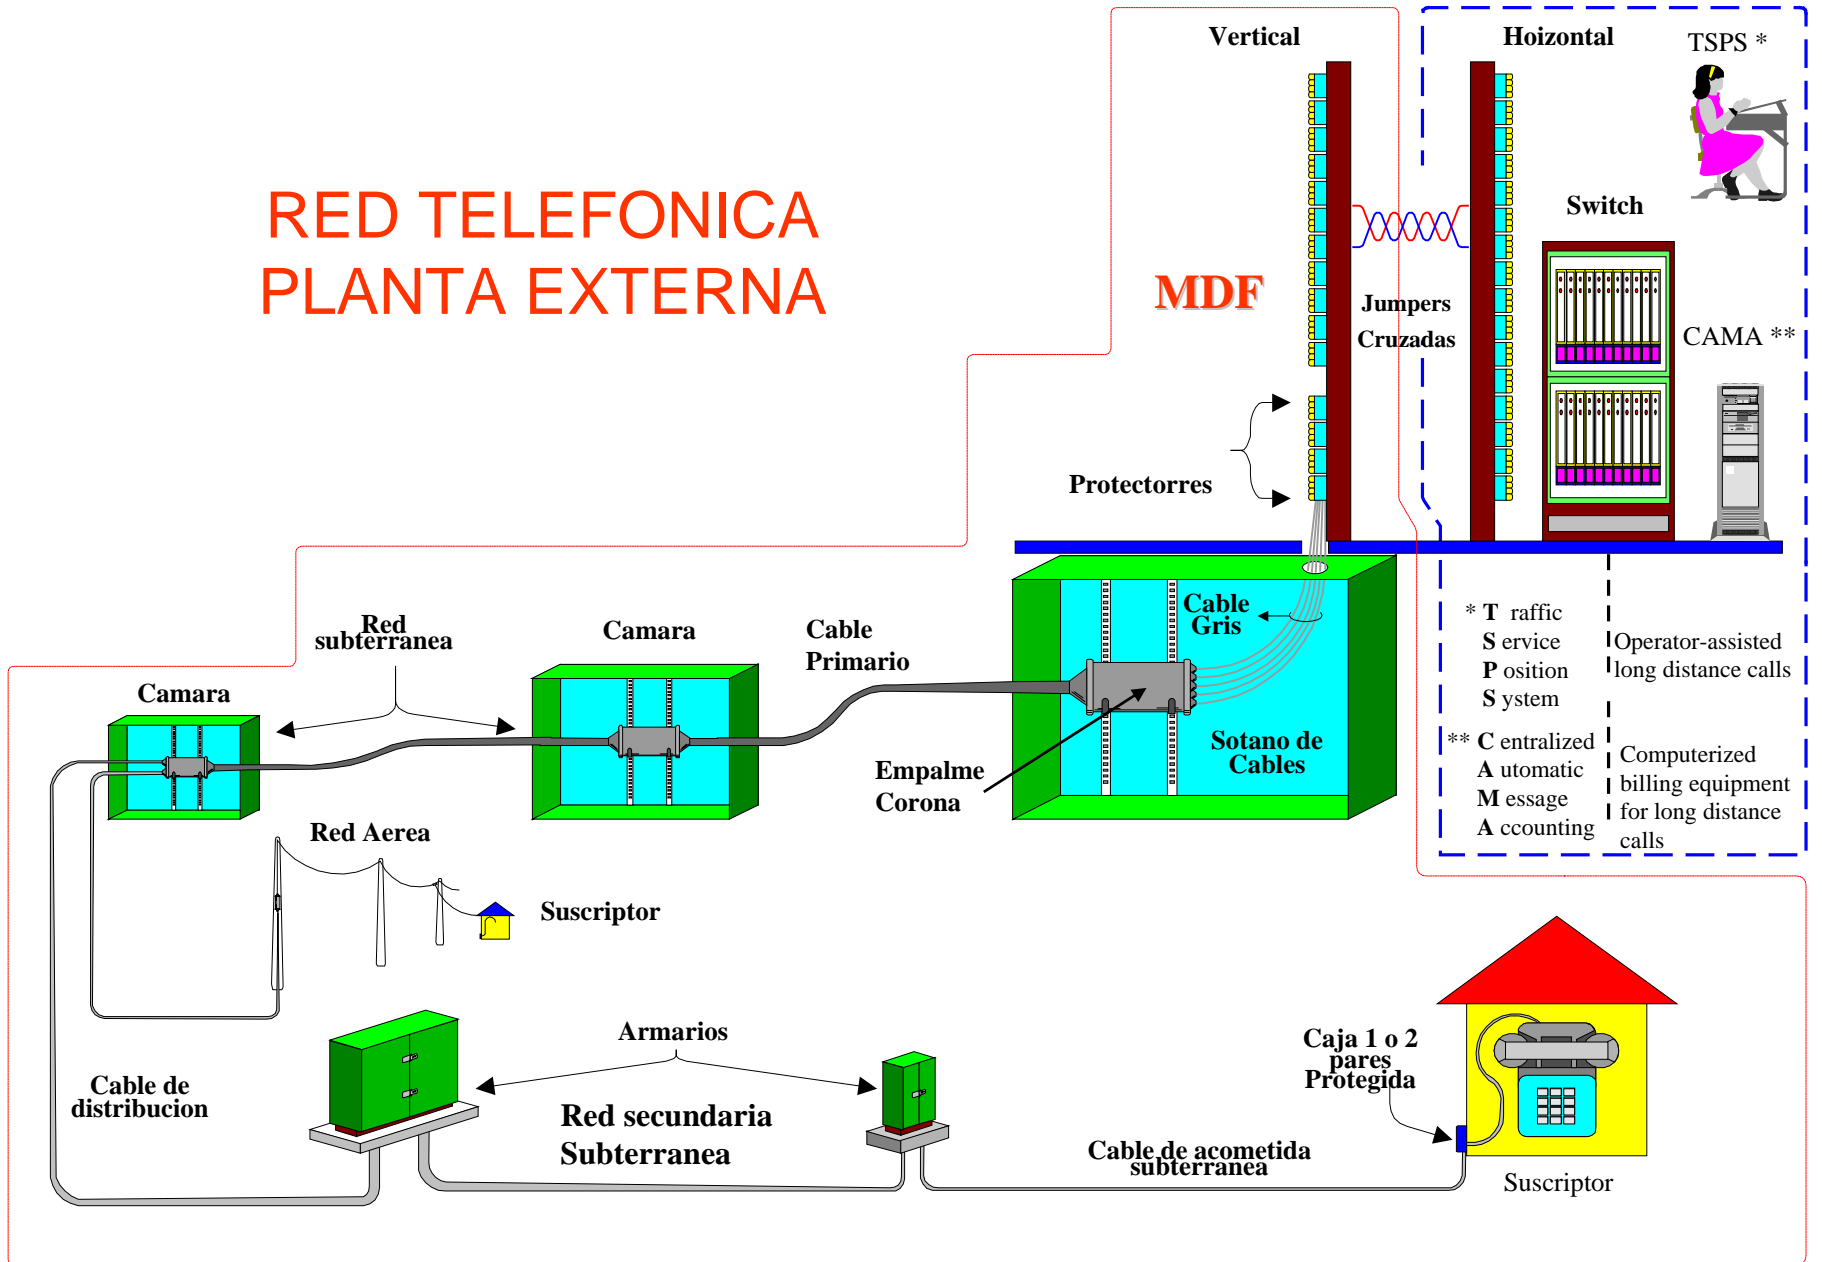 RED TELEFONICA
PLANTA EXTERNA
Vertical
Hoizontal
TSPS *
Switch
MDF
Jumpers
Cruzadas
CAMA **
Protectorres
Cable
Gris
Sotano de
Cables
Empalme
Corona
Cable
Primario
Camara
Red
subterranea
Camara
* T raffic
S ervice
P osition
S ystem
Operator-assisted
long distance calls
** C entralized
A utomatic
M essage
A ccounting
Computerized
billing equipment
for long distance
calls
Red Aerea
Suscriptor
Armarios
Cable de
distribucion
Red secundaria
Subterranea
Caja 1 o 2
pares
Protegida
Cable de acometida
subterranea
Suscriptor